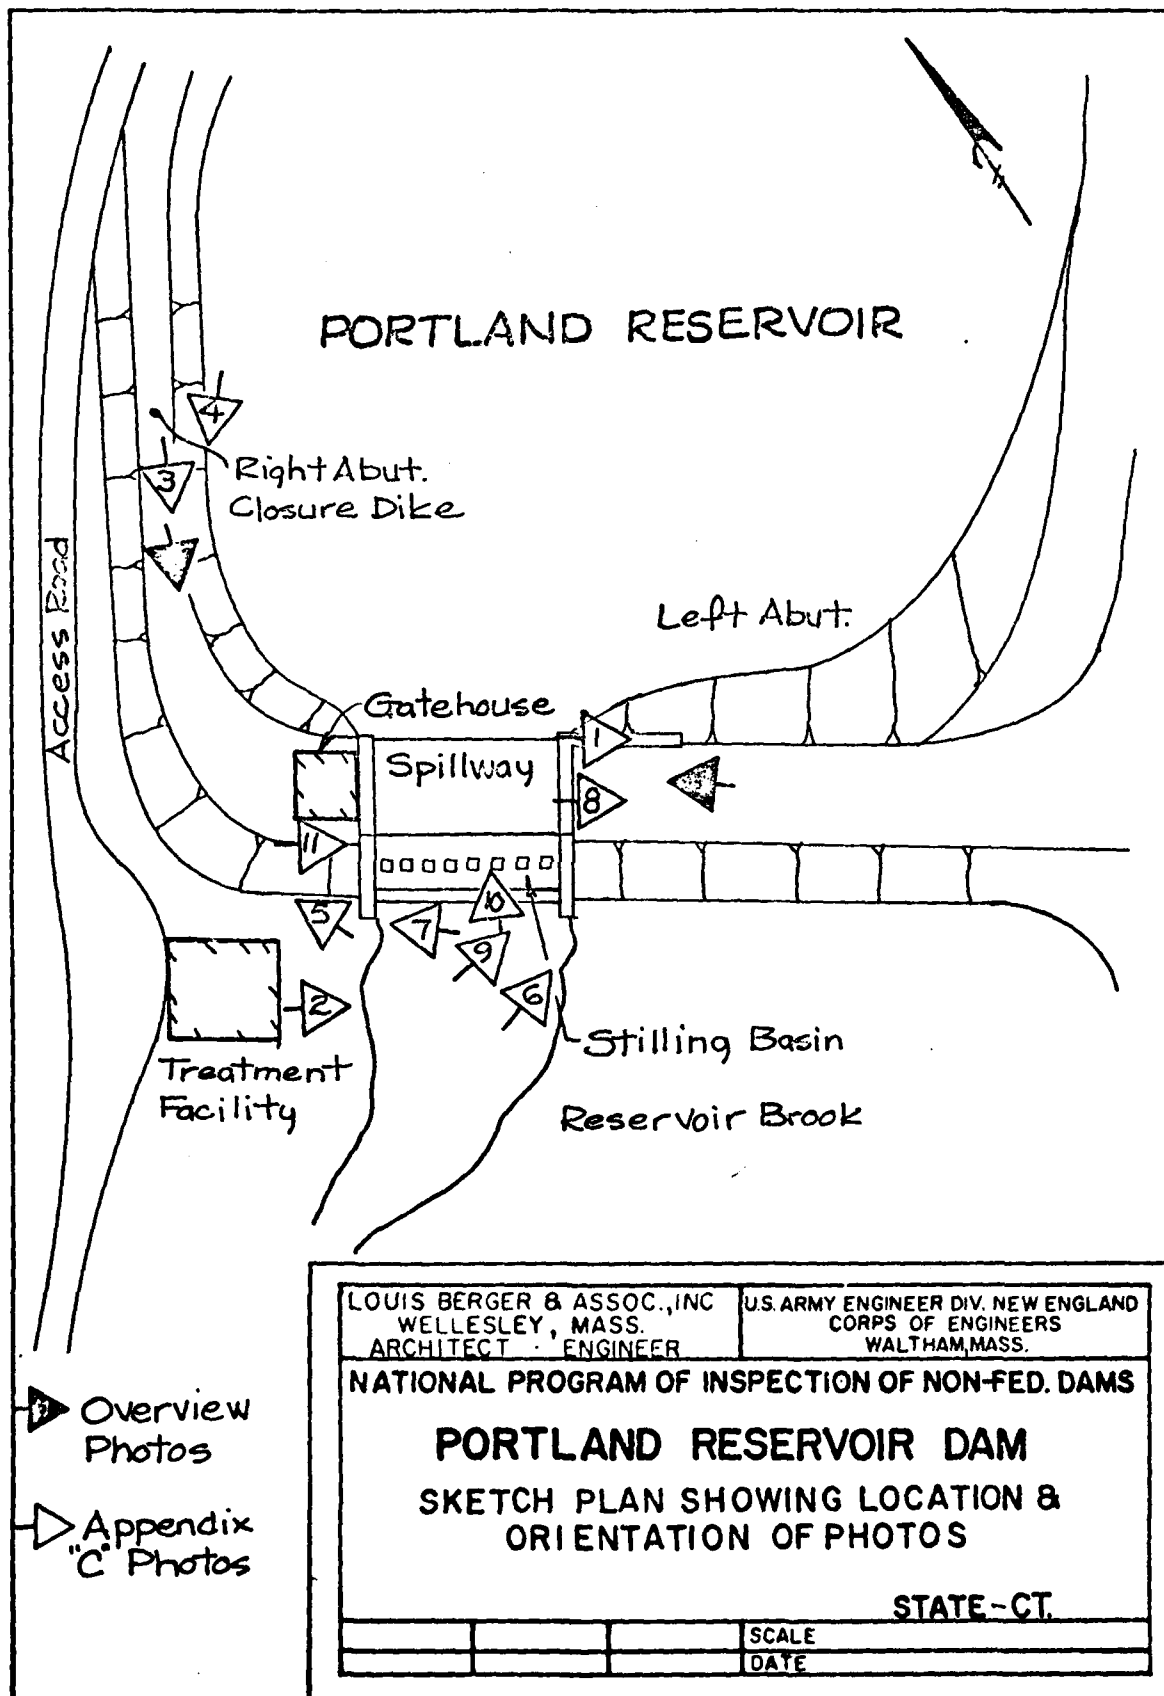 PORTLAND RESERVOIR
4
3
Right Abut.
Closure Dike
Access Road
Left Abut.
Gatehouse
1
Spillway
8
11
10
5
7
9
6
2
Stilling Basin
Treatment
Facility
Reservoir Brook
LOUIS BERGER & ASSOC., INC
WELLESLEY, MASS.
ARCHITECT · ENGINEER
U.S. ARMY ENGINEER DIV. NEW ENGLAND
CORPS OF ENGINEERS
WALTHAM, MASS.
NATIONAL PROGRAM OF INSPECTION OF NON-FED. DAMS
PORTLAND RESERVOIR DAM
SKETCH PLAN SHOWING LOCATION &
ORIENTATION OF PHOTOS
STATE-CT.
SCALE
DATE
Overview
Photos
Appendix
"C" Photos